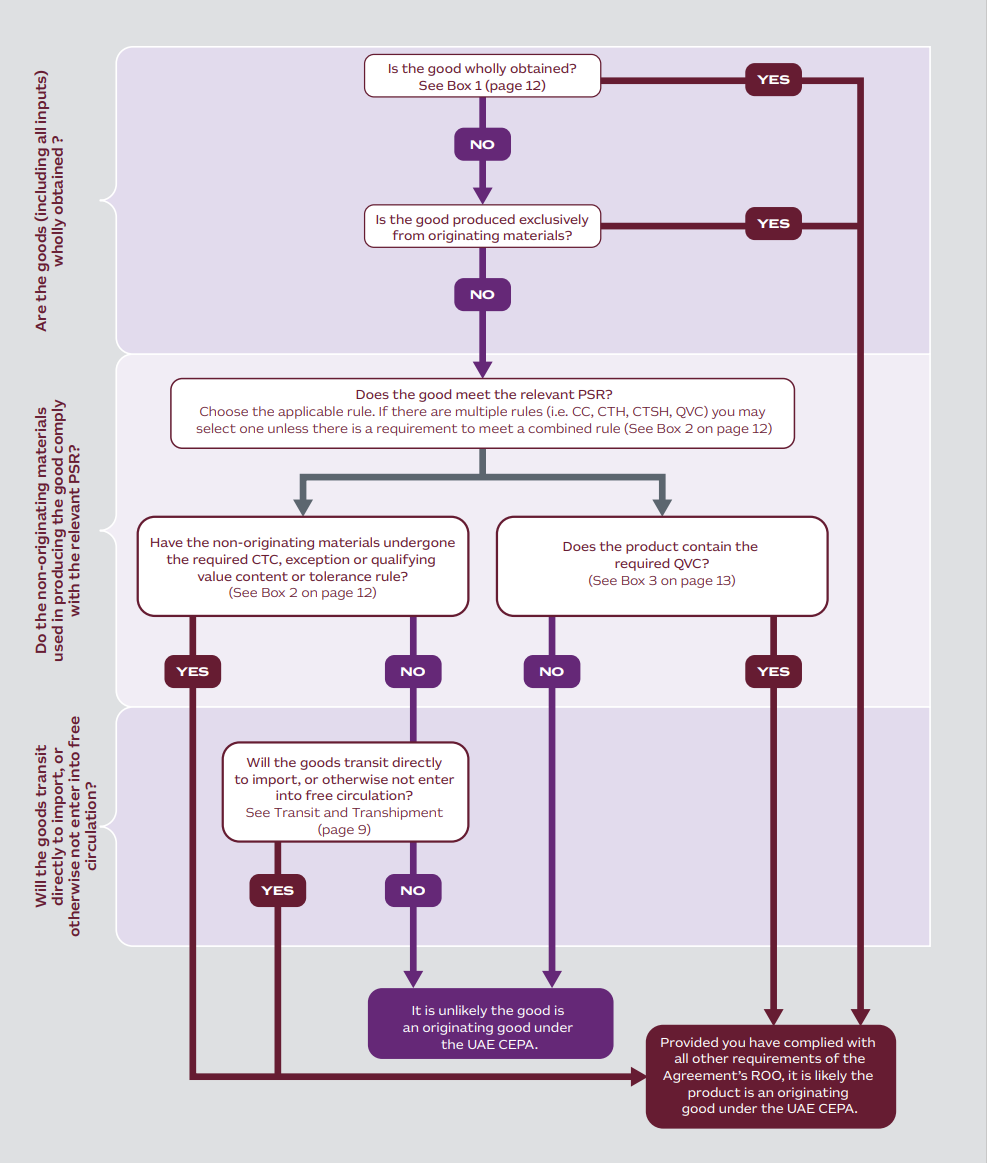 Are the goods (including all inputs)
wholly obtained ?
Is the good wholly obtained?
See Box 1 (page 12)
YES
NO
Is the good produced exclusively
from originating materials?
YES
NO
Do the non-originating materials
used in producing the good comply
with the relevant PSR?
Does the good meet the relevant PSR?
Choose the applicable rule. If there are multiple rules (i.e. CC, CTH, CTSH, QVC) you may
select one unless there is a requirement to meet a combined rule (See Box 2 on page 12)
Have the non-originating materials undergone
the required CTC, exception or qualifying
value content or tolerance rule?
(See Box 2 on page 12)
Does the product contain the
required QVC?
(See Box 3 on page 13)
YES
NO
NO
YES
Will the goods transit
directly to import, or
otherwise not enter into free
circulation?
Will the goods transit directly
to import, or otherwise not enter
into free circulation?
See Transit and Transhipment
(page 9)
YES
NO
It is unlikely the good is
an originating good under
the UAE CEPA.
Provided you have complied with
all other requirements of the
Agreement's ROO, it is likely the
product is an originating
good under the UAE CEPA.